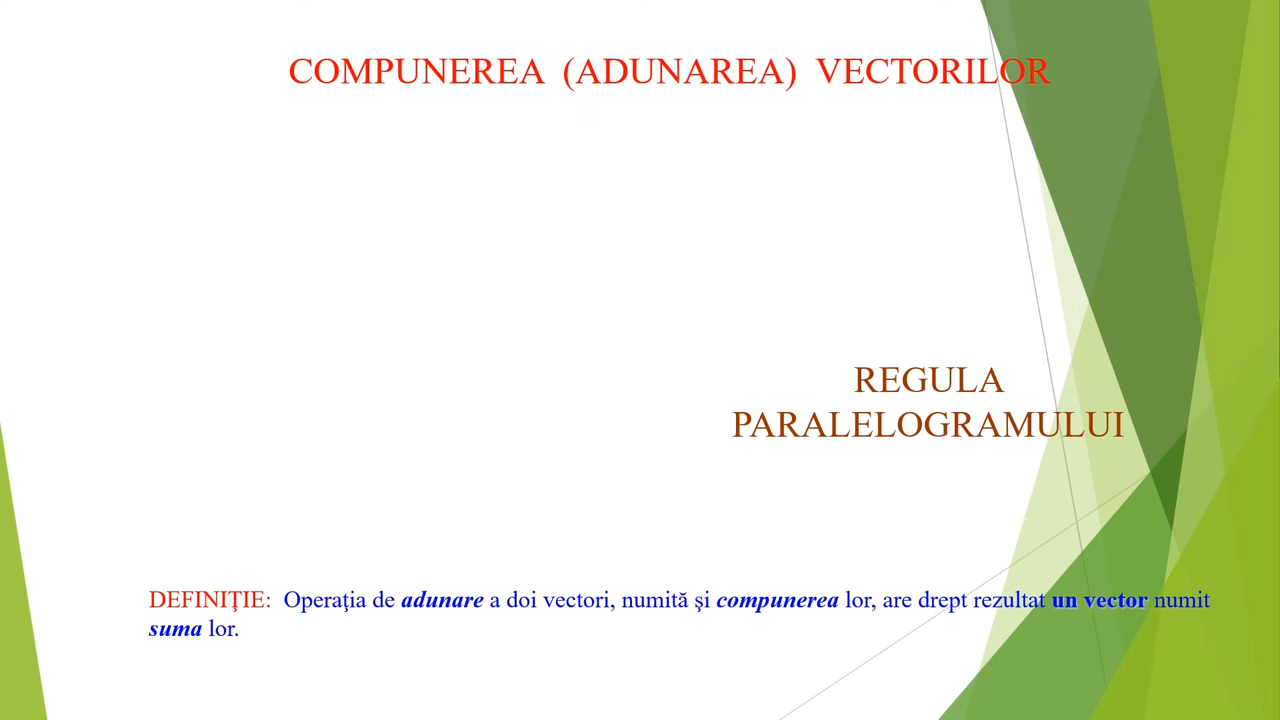 COMPUNEREA (ADUNAREA) VECTORILOR
REGULA
PARALELOGRAMULUI
DEFINIŢIE: Operaţia de adunare a doi vectori, numită şi compunerea lor, are drept rezultat un vector numit
suma lor.